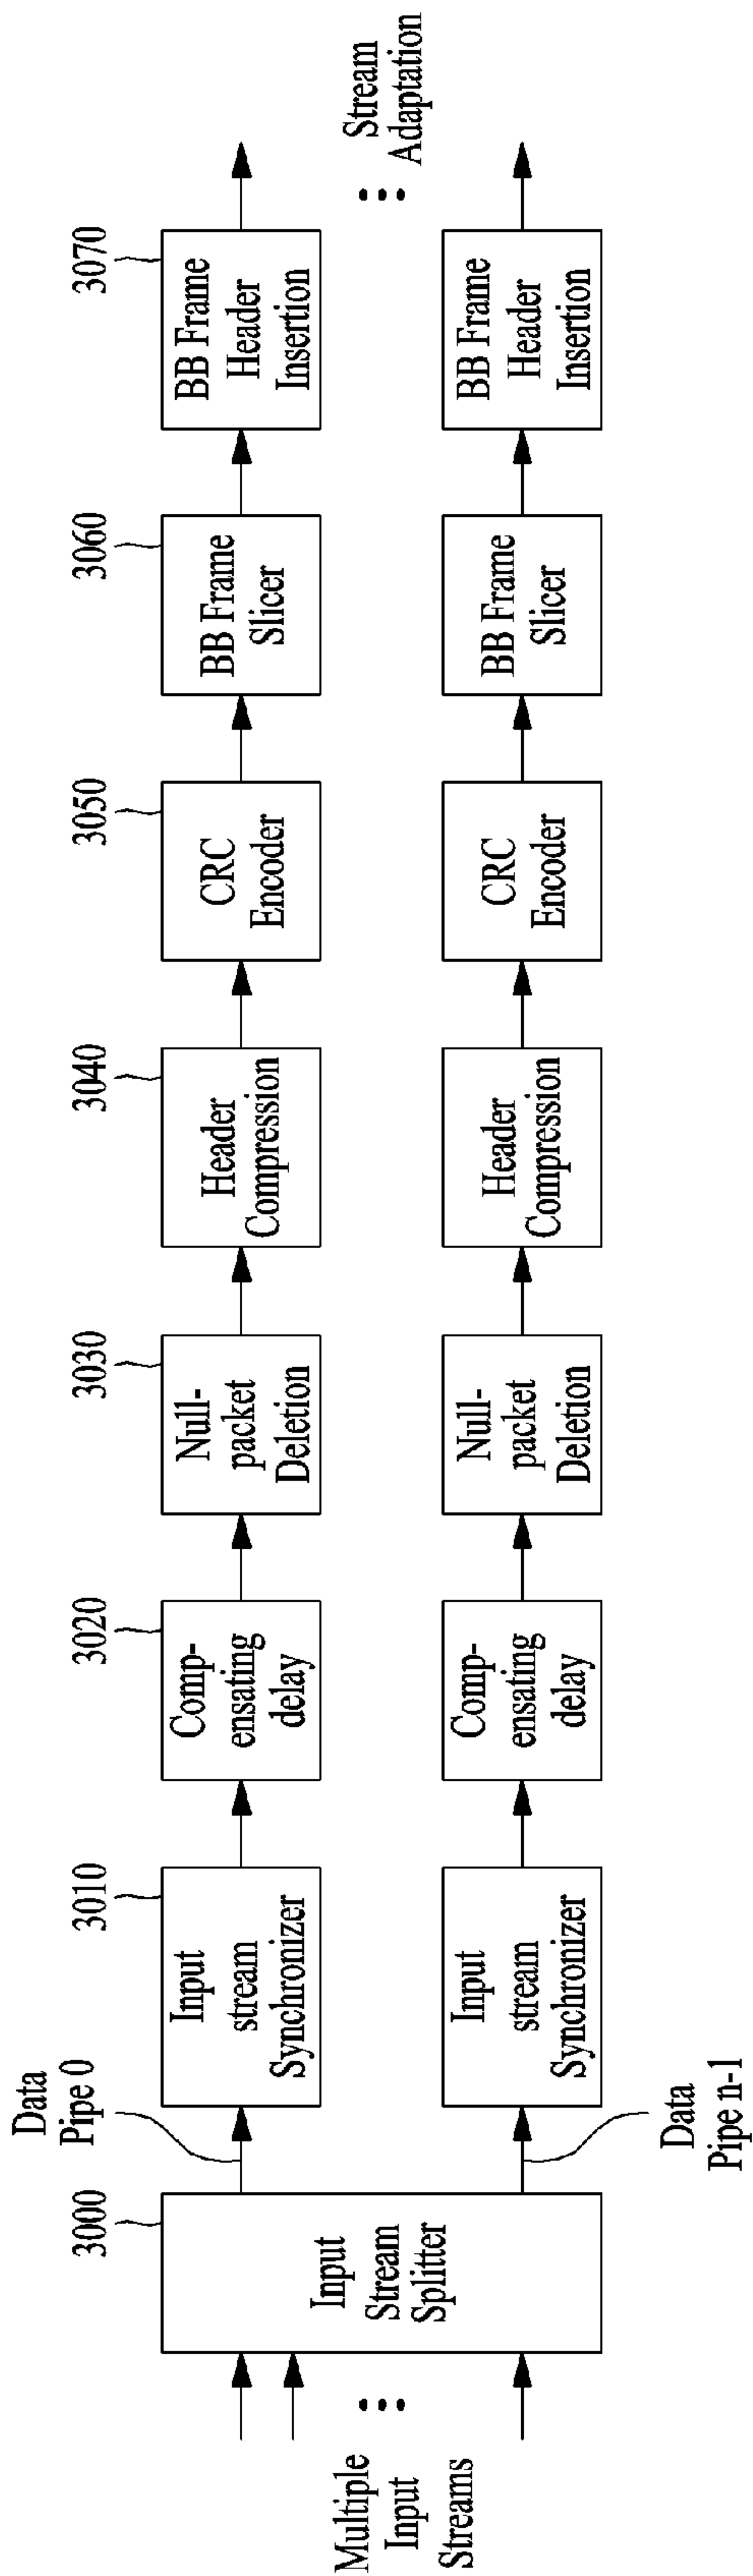 Multiple
Input
Streams
3000
Input
Stream
Splitter
Data
Pipe 0
3010
Input
stream
Synchronizer
3020
Comp-
ensating
delay
3030
Null-
packet
Deletion
3040
Header
Compression
3050
CRC
Encoder
3060
BB Frame
Slicer
3070
BB Frame
Header
Insertion
Stream
Adaptation
Data
Pipe n-1
Input
stream
Synchronizer
Comp-
ensating
delay
Null-
packet
Deletion
Header
Compression
CRC
Encoder
BB Frame
Slicer
BB Frame
Header
Insertion